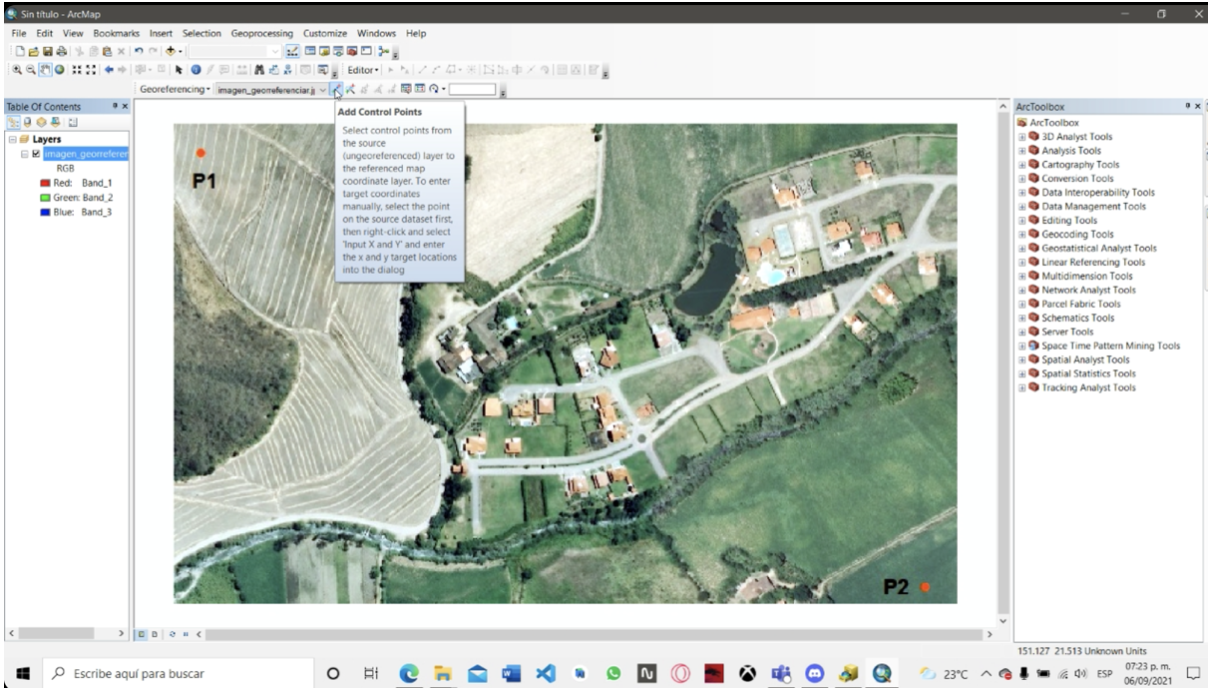 Sin título - ArcMap
File Edit View Bookmarks Insert Selection Geoprocessing Customize Windows Help
Editor
Georeferencing imagen_georreferenciar.j
Table Of Contents
Layers
imagen_georreferer
RGB
Red: Band_1
Green: Band_2
Blue: Band_3
Add Control Points
Select control points from
the source
(ungeoreferenced) layer to
the referenced map
coordinate layer. To enter
target coordinates
manually, select the point
on the source dataset first,
then right-click and select
'Input X and Y' and enter
the x and y target locations
into the dialog
P1
P2
ArcToolbox
ArcToolbox
3D Analyst Tools
Analysis Tools
Cartography Tools
Conversion Tools
Data Interoperability Tools
Data Management Tools
Editing Tools
Geocoding Tools
Geostatistical Analyst Tools
Linear Referencing Tools
Multidimension Tools
Network Analyst Tools
Parcel Fabric Tools
Schematics Tools
Server Tools
Space Time Pattern Mining Tools
Spatial Analyst Tools
Spatial Statistics Tools
Tracking Analyst Tools
151.127 21.513 Unknown Units
Escribe aquí para buscar
23°C
ESP
07:23 p. m.
06/09/2021